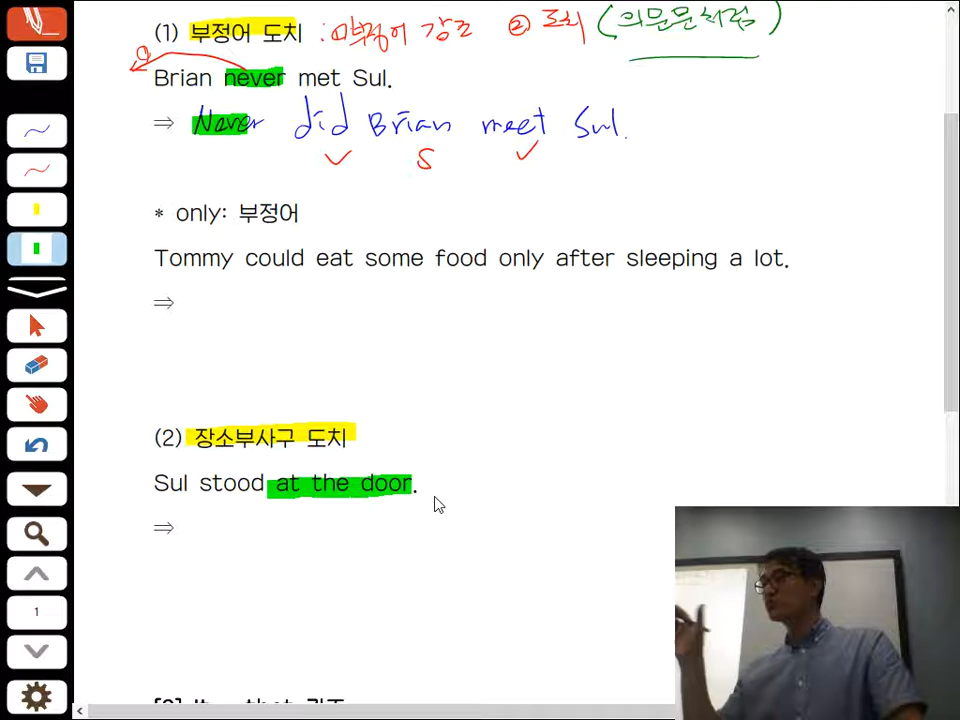 (1) 부정어 도치 : 부정어 강조 ② 도치 (의문문처럼)
①
Brian never met Sul.
⇒ Never did Brian meet Sul.
✓ S ✓
* only: 부정어
Tommy could eat some food only after sleeping a lot.
⇒
(2) 장소부사구 도치
Sul stood at the door.
⇒
1